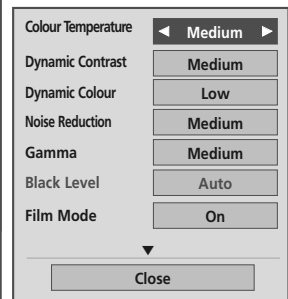 Colour Temperature ◄ Medium ►
Dynamic Contrast Medium
Dynamic Colour Low
Noise Reduction Medium
Gamma Medium
Black Level Auto
Film Mode On
▼
Close